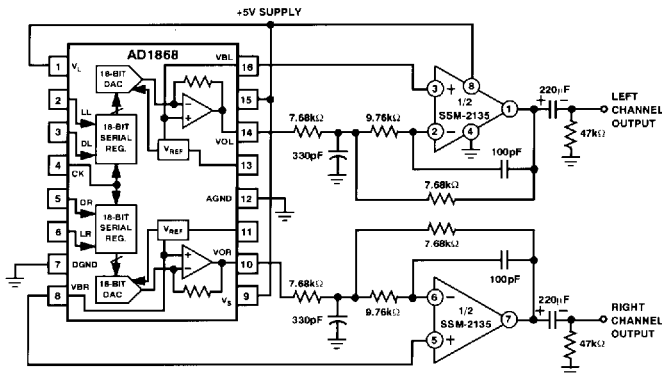 +5V SUPPLY
AD1868
1 VL
18-BIT DAC
VBL 16
2 LL
15
3 DL
18-BIT SERIAL REG.
VOL 14
4 CK
VREF
13
AGND 12
5 DR
18-BIT SERIAL REG.
VREF
11
6 LR
7 DGND
VOR 10
8 VBR
18-BIT DAC
VS 9
7.68kΩ
330pF
9.76kΩ
3 +
2 −
8
1/2 SSM-2135
4
1
100pF
7.68kΩ
220µF
+ −
47kΩ
LEFT CHANNEL OUTPUT
7.68kΩ
7.68kΩ
330pF
9.76kΩ
100pF
6 −
5 +
1/2 SSM-2135
7
220µF
+ −
47kΩ
RIGHT CHANNEL OUTPUT